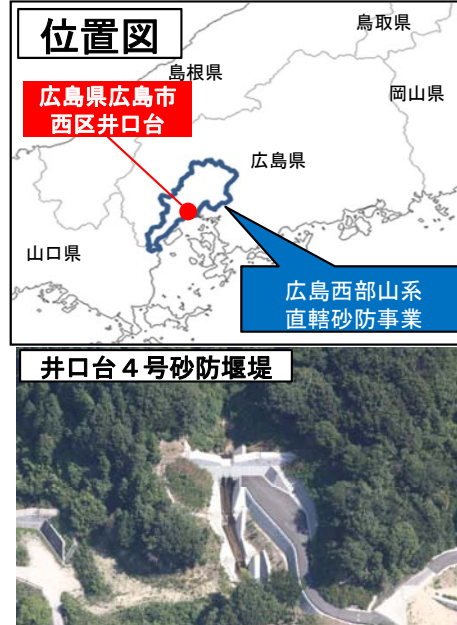 位置図
鳥取県
島根県
岡山県
広島県広島市
西区井口台
広島県
山口県
広島西部山系
直轄砂防事業
井口台４号砂防堰堤